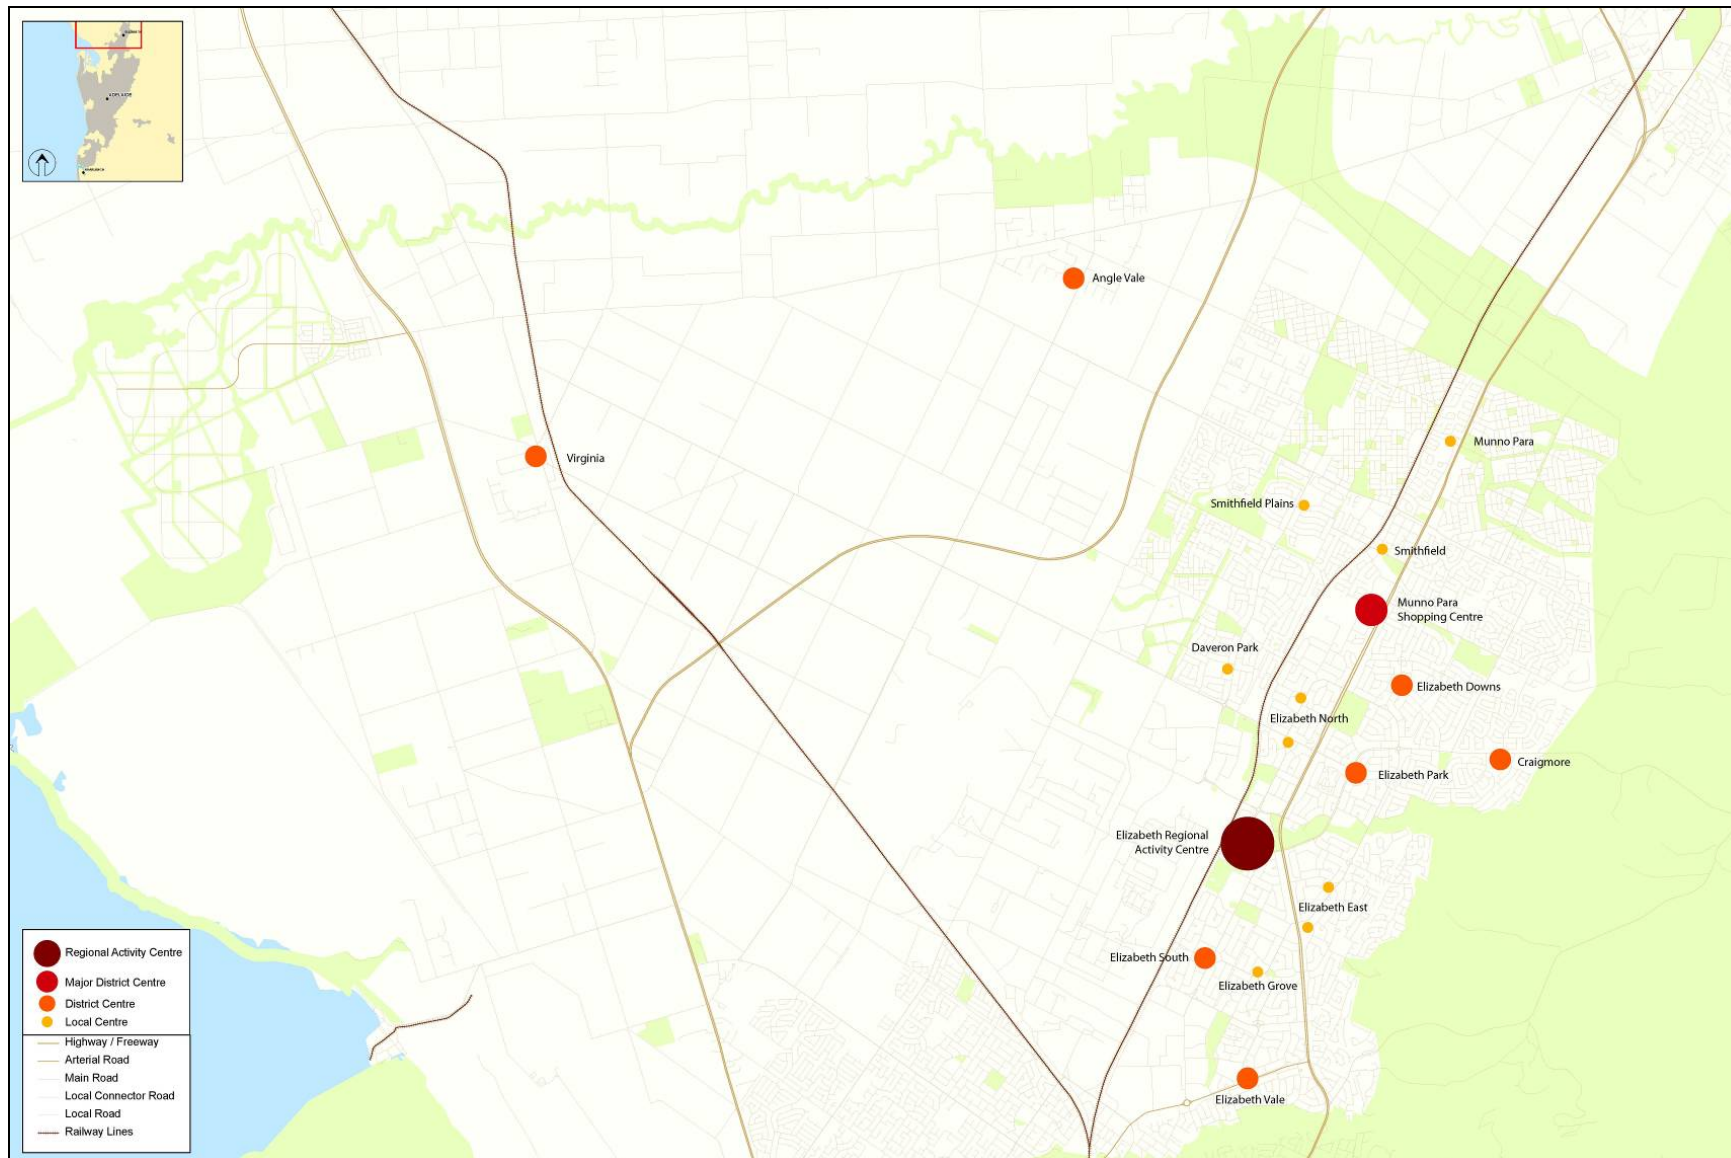 ADELAIDE
Angle Vale
Virginia
Munno Para
Smithfield Plains
Smithfield
Munno Para
Shopping Centre
Daveron Park
Elizabeth Downs
Elizabeth North
Craigmore
Elizabeth Park
Elizabeth Regional
Activity Centre
Elizabeth East
Elizabeth South
Elizabeth Grove
Elizabeth Vale
Regional Activity Centre
Major District Centre
District Centre
Local Centre
Highway / Freeway
Arterial Road
Main Road
Local Connector Road
Local Road
Railway Lines